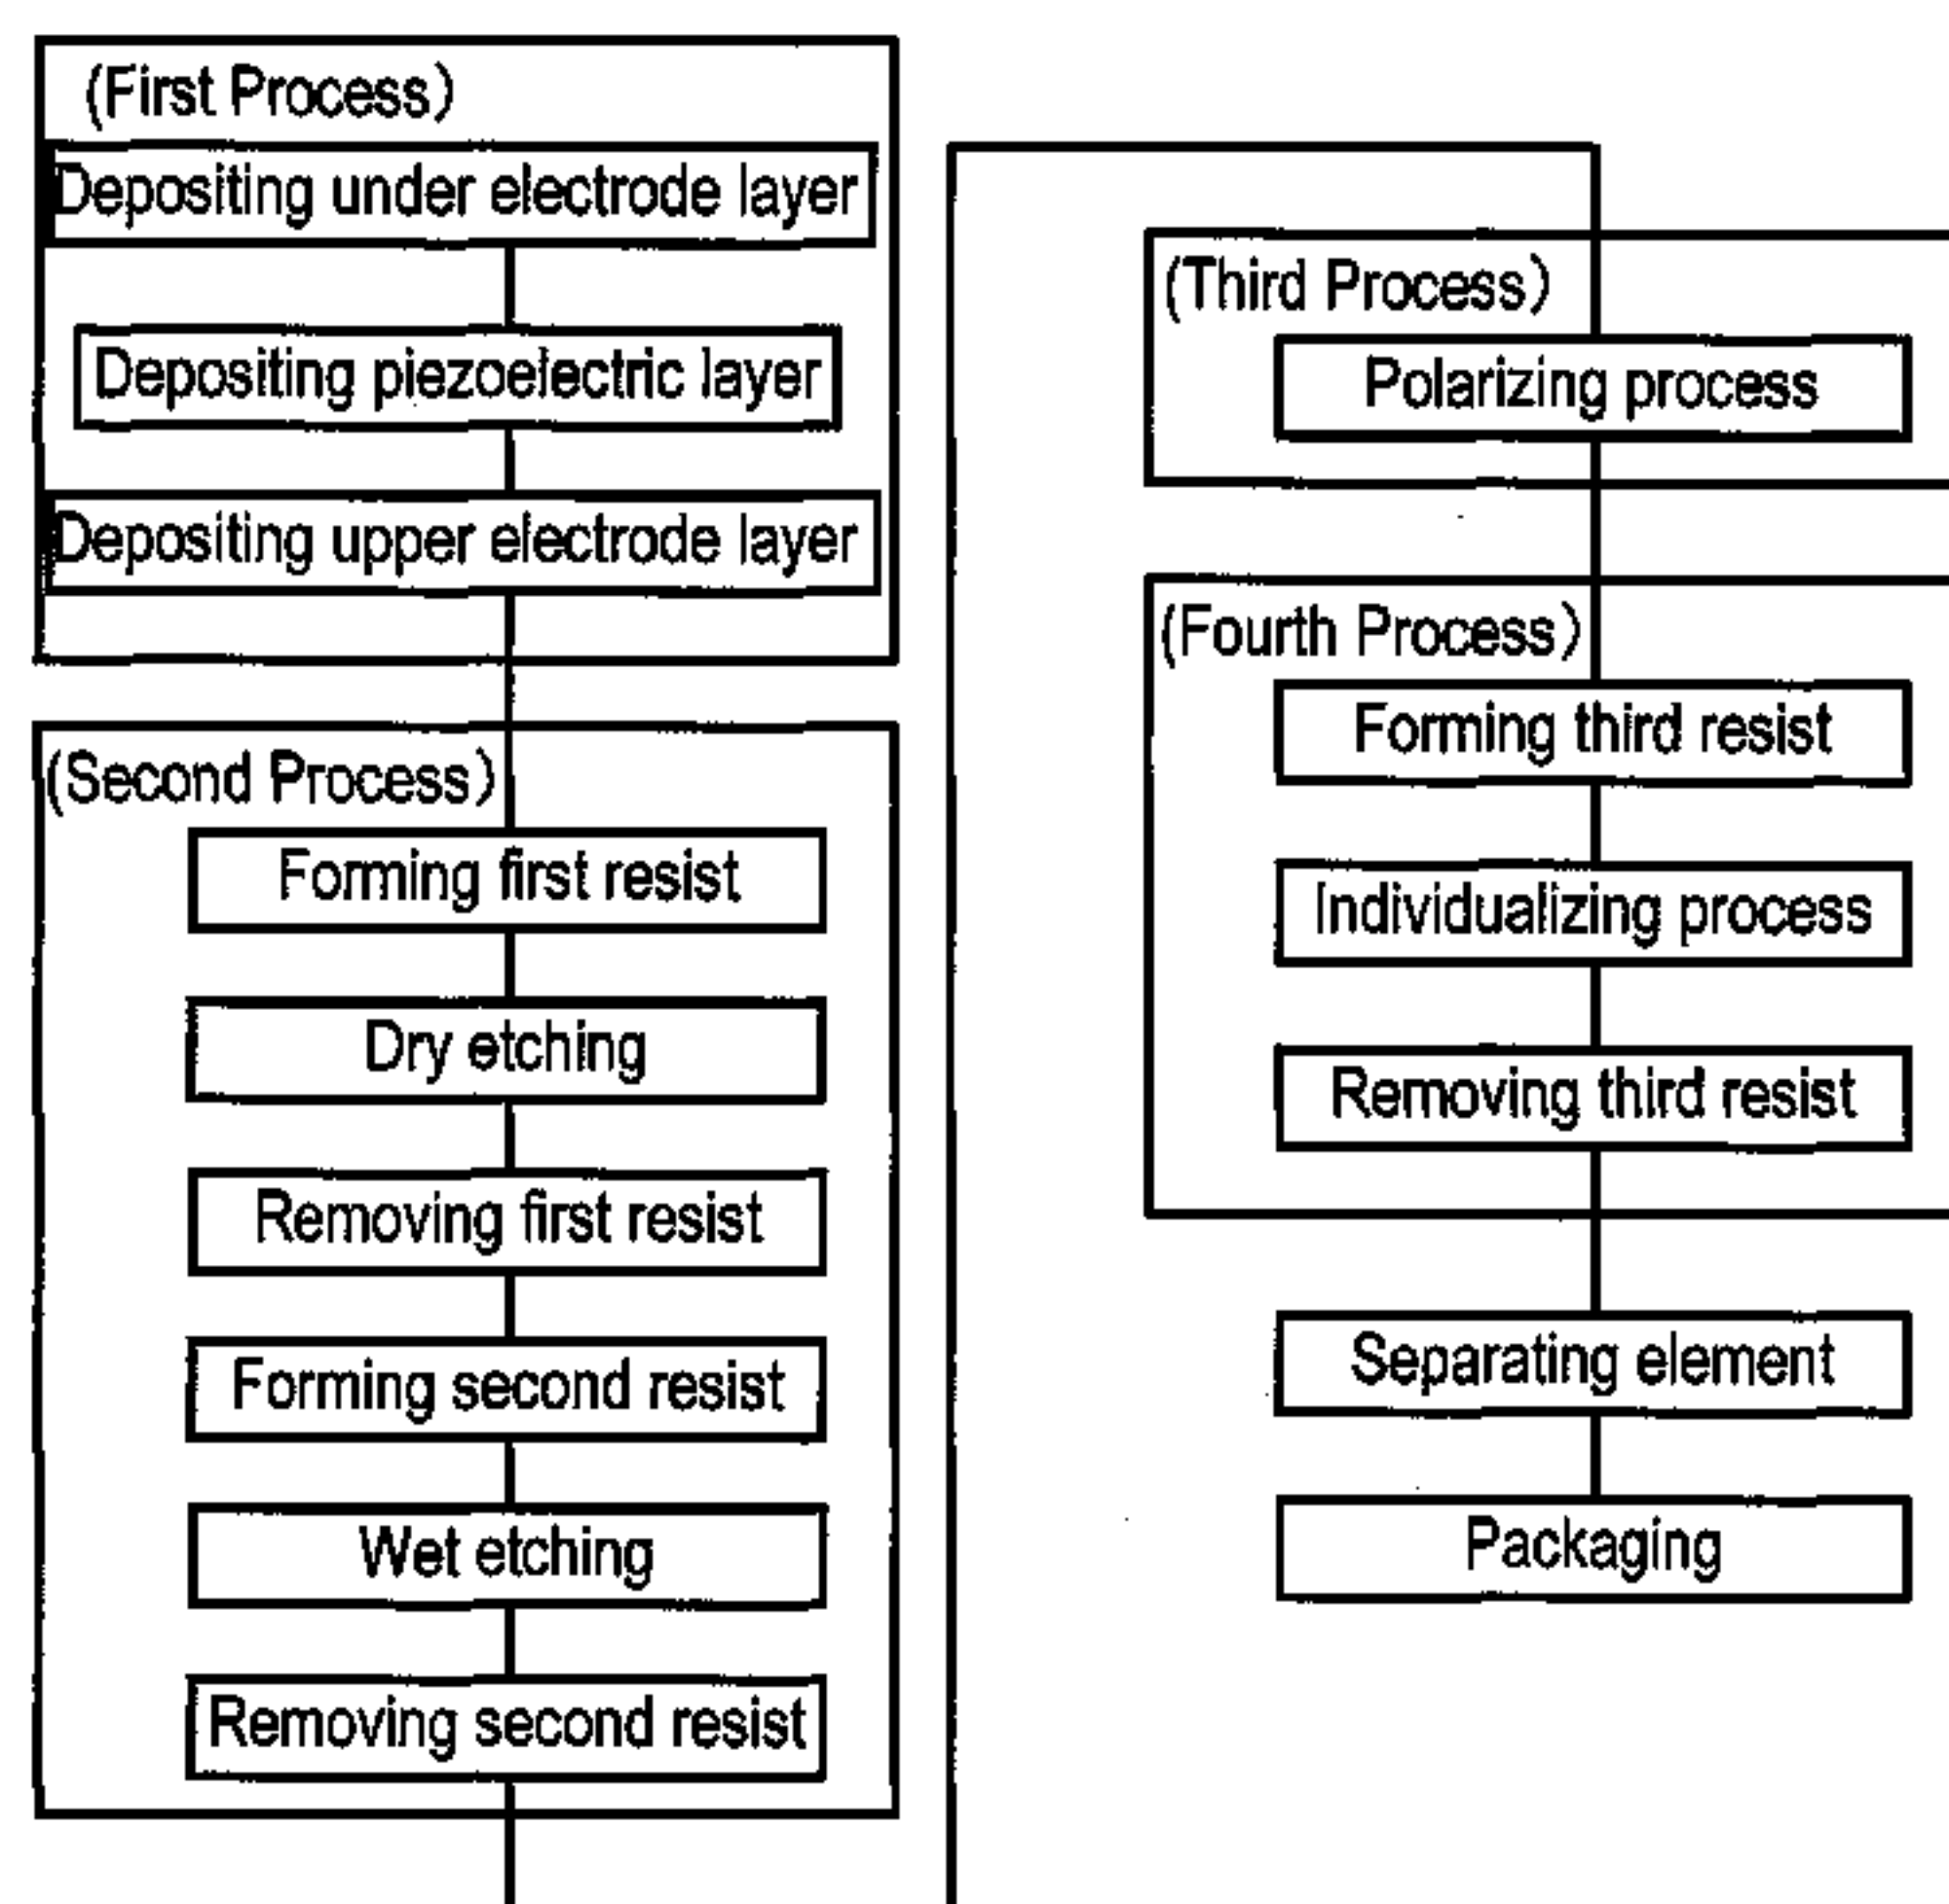 (First Process)
Depositing under electrode layer
Depositing piezoelectric layer
Depositing upper electrode layer
(Second Process)
Forming first resist
Dry etching
Removing first resist
Forming second resist
Wet etching
Removing second resist
(Third Process)
Polarizing process
(Fourth Process)
Forming third resist
Individualizing process
Removing third resist
Separating element
Packaging